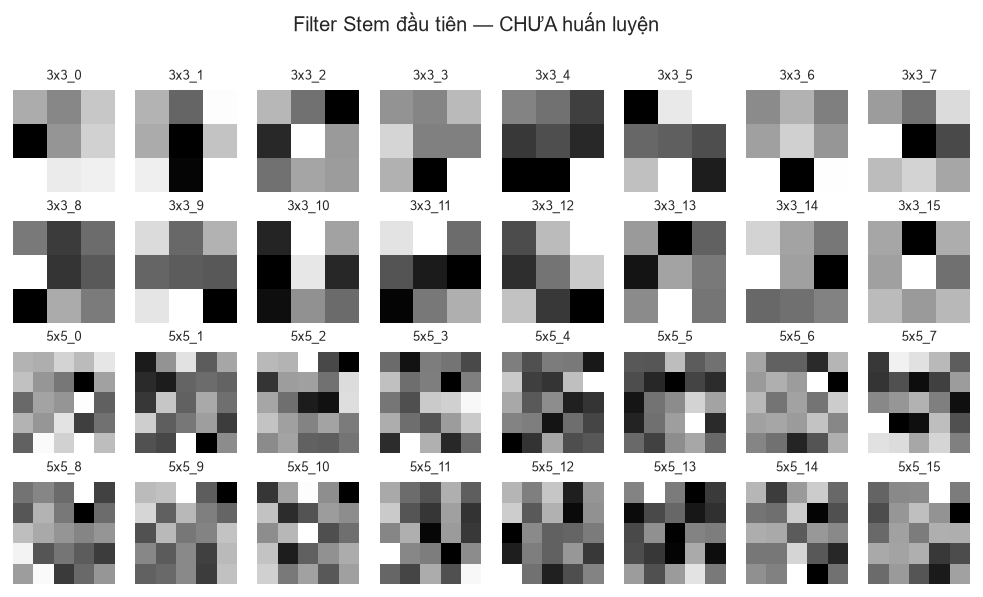 Filter Stem đầu tiên — CHƯA huấn luyện
3x3_0 3x3_1 3x3_2 3x3_3 3x3_4 3x3_5 3x3_6 3x3_7
3x3_8 3x3_9 3x3_10 3x3_11 3x3_12 3x3_13 3x3_14 3x3_15
5x5_0 5x5_1 5x5_2 5x5_3 5x5_4 5x5_5 5x5_6 5x5_7
5x5_8 5x5_9 5x5_10 5x5_11 5x5_12 5x5_13 5x5_14 5x5_15